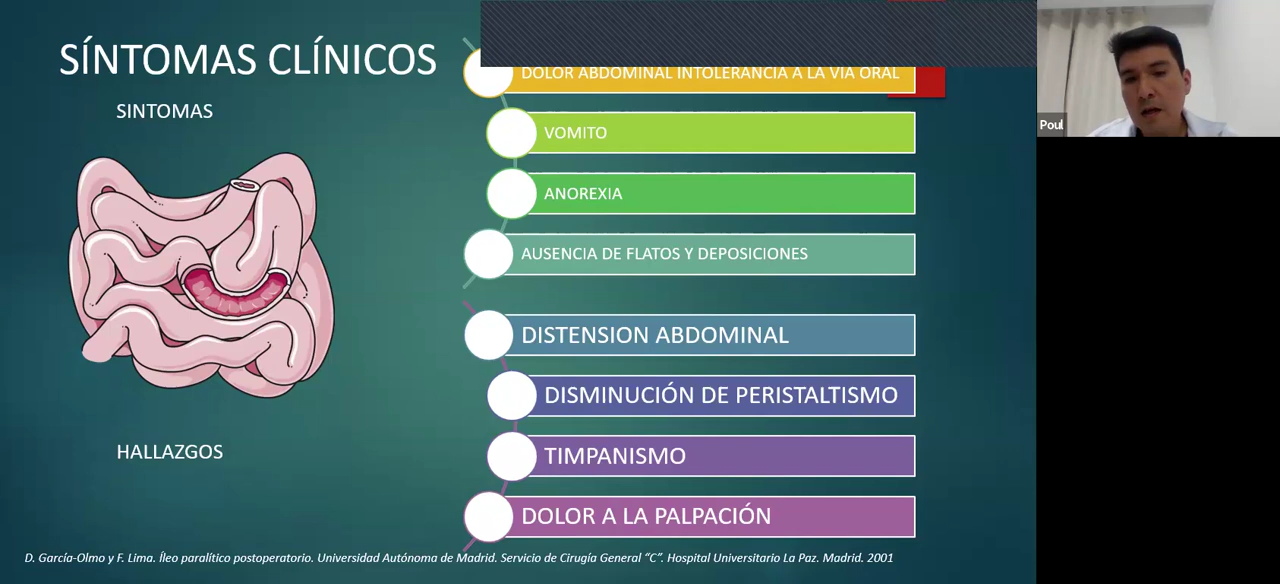 SÍNTOMAS CLÍNICOS
SINTOMAS
DOLOR ABDOMINAL INTOLERANCIA A LA VIA ORAL
VOMITO
ANOREXIA
AUSENCIA DE FLATOS Y DEPOSICIONES
HALLAZGOS
DISTENSION ABDOMINAL
DISMINUCIÓN DE PERISTALTISMO
TIMPANISMO
DOLOR A LA PALPACIÓN
D. García-Olmo y F. Lima. Íleo paralítico postoperatorio. Universidad Autónoma de Madrid. Servicio de Cirugía General "C". Hospital Universitario La Paz. Madrid. 2001
Poul